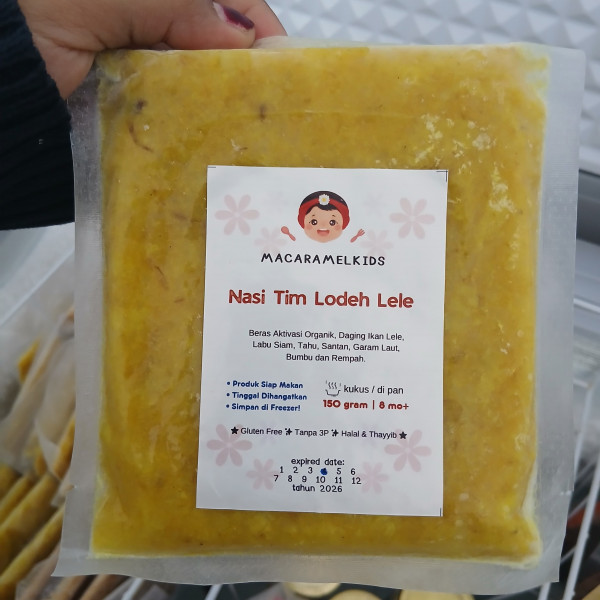 MACARAMELKIDS
Nasi Tim Lodeh Lele
Beras Aktivasi Organik, Daging Ikan Lele,
Labu Siam, Tahu, Santan, Garam Laut,
Bumbu dan Rempah.
• Produk Siap Makan
• Tinggal Dihangatkan
• Simpan di Freezer!
kukus / di pan
150 gram | 8 mo+
★ Gluten Free ✨ Tanpa 3P ✨ Halal & Thayyib ★
expired date:
1 2 3 5 6
7 8 9 10 11 12
tahun 2026